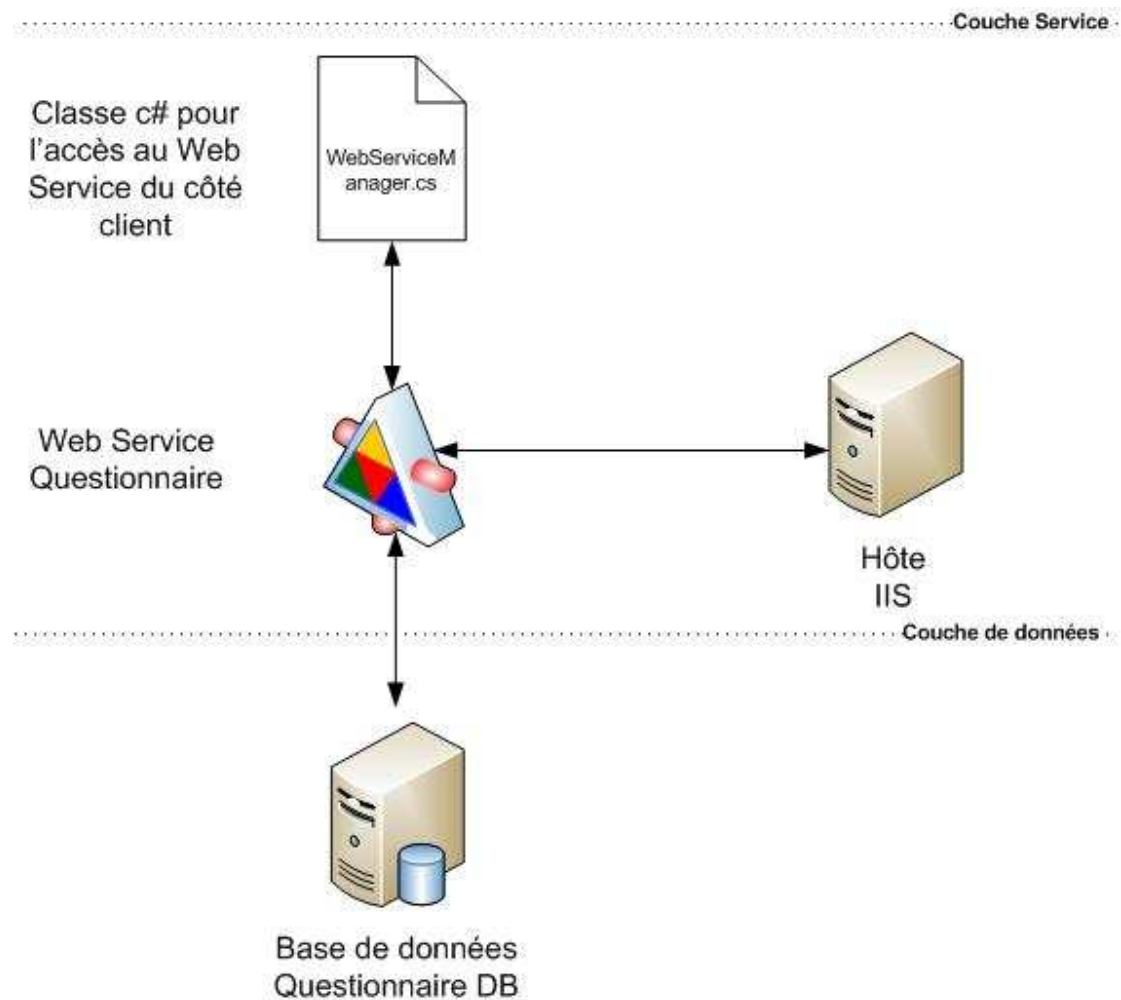 Couche Service
Classe c# pour
l'accès au Web
Service du côté
client
WebServiceM
anager.cs
Web Service
Questionnaire
Hôte
IIS
Couche de données
Base de données
Questionnaire DB